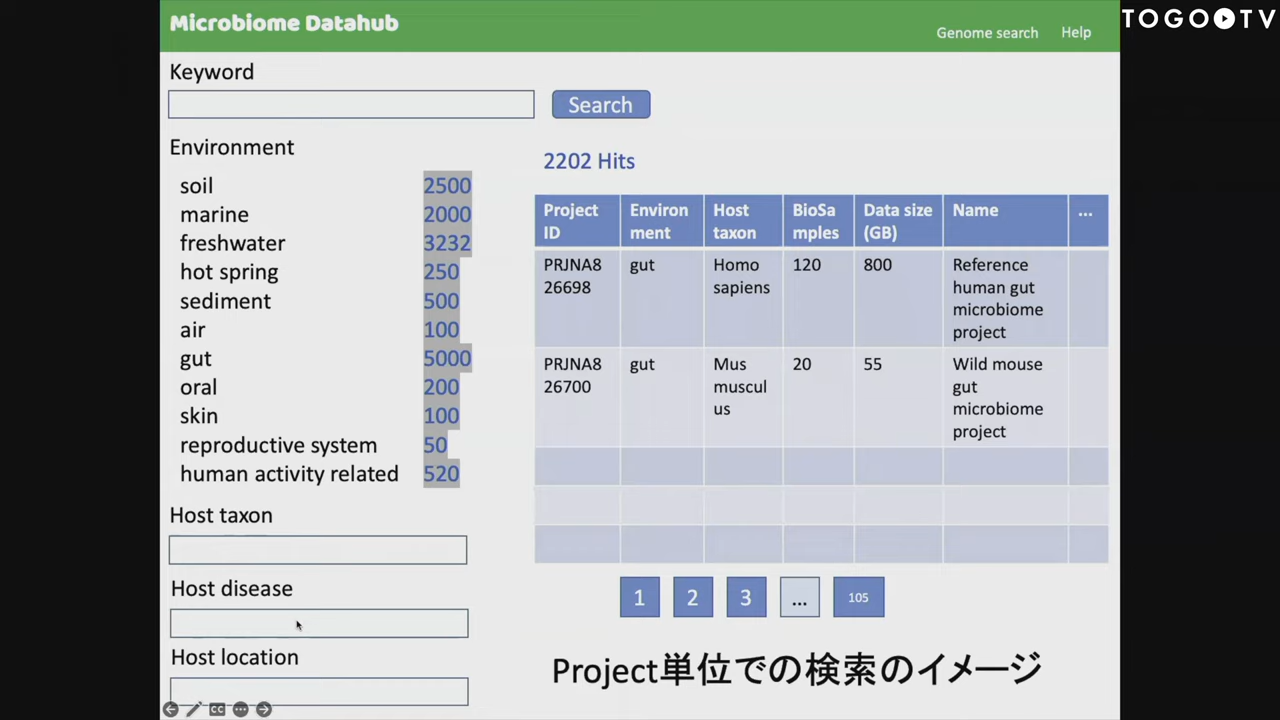 Microbiome Datahub
Genome search
Help
TOGO TV
Keyword
Search
Environment
soil 2500
marine 2000
freshwater 3232
hot spring 250
sediment 500
air 100
gut 5000
oral 200
skin 100
reproductive system 50
human activity related 520
Host taxon
Host disease
Host location
2202 Hits
Project
ID
Environ
ment
Host
taxon
BioSa
mples
Data size
(GB)
Name
...
PRJNA8
26698
gut
Homo
sapiens
120
800
Reference
human gut
microbiome
project
PRJNA8
26700
gut
Mus
muscul
us
20
55
Wild mouse
gut
microbiome
project
1 2 3 ... 105
Project単位での検索のイメージ
CC